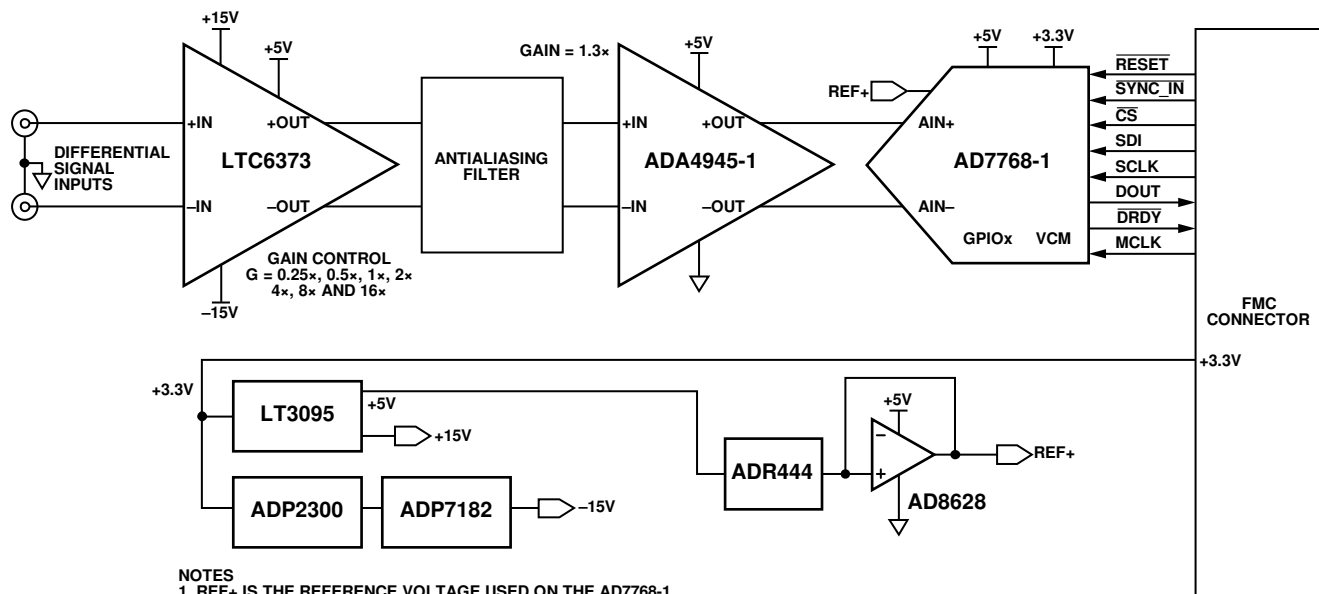 +15V
+5V
LTC6373
+IN
–IN
+OUT
–OUT
–15V
DIFFERENTIAL
SIGNAL
INPUTS
GAIN CONTROL
G = 0.25×, 0.5×, 1×, 2×
4×, 8× AND 16×
ANTIALIASING
FILTER
GAIN = 1.3×
+5V
+IN
–IN
ADA4945-1
+OUT
–OUT
REF+
+5V
+3.3V
AIN+
AD7768-1
AIN–
GPIOx VCM
RESET
SYNC_IN
CS
SDI
SCLK
DOUT
DRDY
MCLK
FMC
CONNECTOR
+3.3V
+3.3V
LT3095
+5V
+15V
ADP2300
ADP7182
–15V
ADR444
+5V
–
+
AD8628
REF+
NOTES
1. REF+ IS THE REFERENCE VOLTAGE USED ON THE AD7768-1